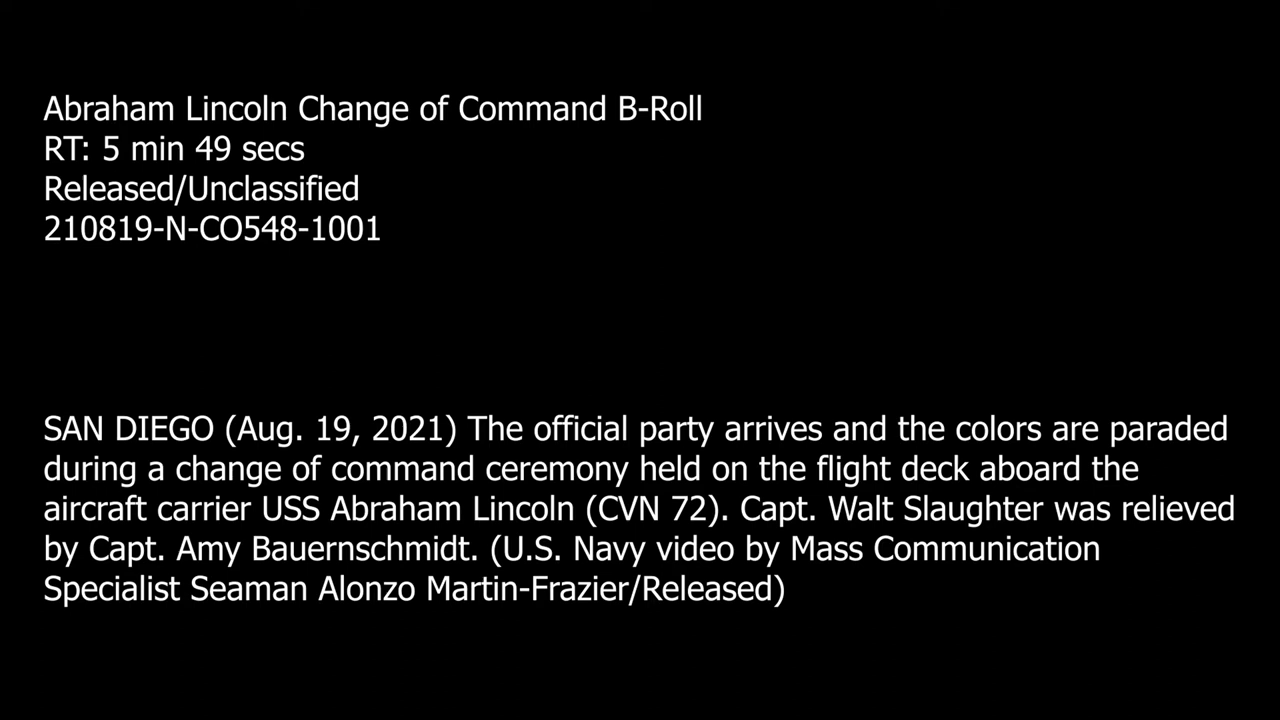 Abraham Lincoln Change of Command B-Roll
RT: 5 min 49 secs
Released/Unclassified
210819-N-CO548-1001
SAN DIEGO (Aug. 19, 2021) The official party arrives and the colors are paraded
during a change of command ceremony held on the flight deck aboard the
aircraft carrier USS Abraham Lincoln (CVN 72). Capt. Walt Slaughter was relieved
by Capt. Amy Bauernschmidt. (U.S. Navy video by Mass Communication
Specialist Seaman Alonzo Martin-Frazier/Released)